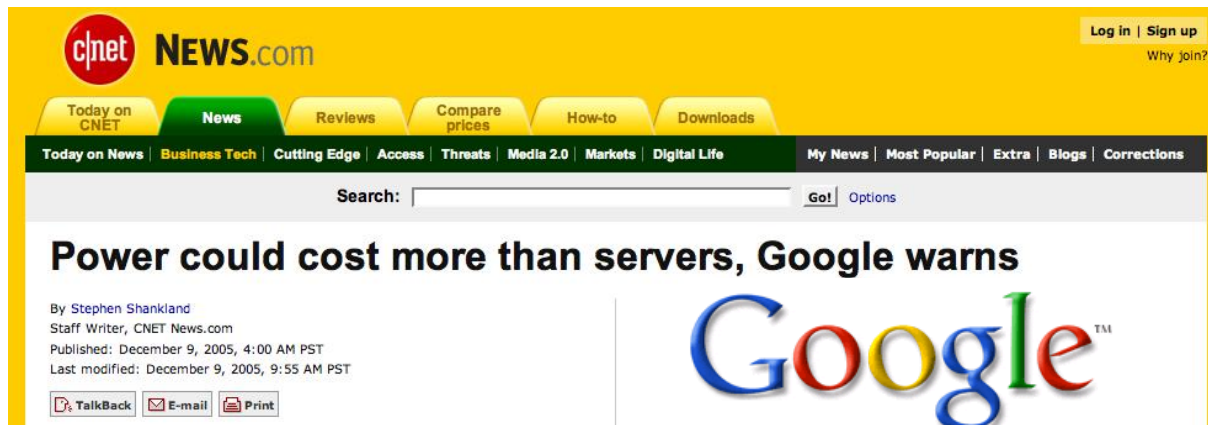 c|net NEWS.com
Log in | Sign up
Why join?
Today on CNET
News
Reviews
Compare prices
How-to
Downloads
Today on News | Business Tech | Cutting Edge | Access | Threats | Media 2.0 | Markets | Digital Life
My News | Most Popular | Extra | Blogs | Corrections
Search:
Go! Options
Power could cost more than servers, Google warns
By Stephen Shankland
Staff Writer, CNET News.com
Published: December 9, 2005, 4:00 AM PST
Last modified: December 9, 2005, 9:55 AM PST
TalkBack E-mail Print
Google™